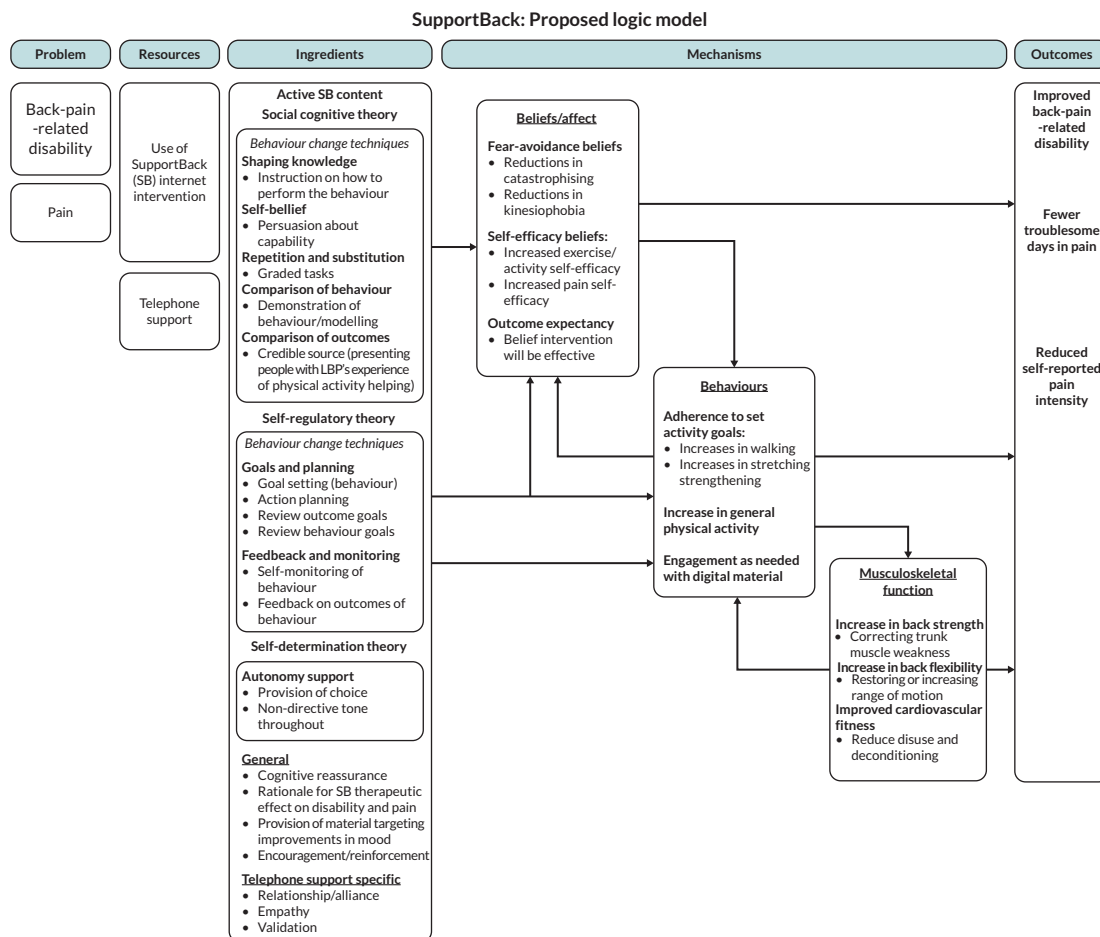 SupportBack: Proposed logic model
Problem
Resources
Ingredients
Mechanisms
Outcomes
Back-pain
-related
disability
Pain
Use of
SupportBack
(SB) internet
intervention
Telephone
support
Active SB content
Social cognitive theory
Behaviour change techniques
Shaping knowledge
• Instruction on how to
perform the behaviour
Self-bellief
• Persuasion about
capability
Repetition and substitution
• Graded tasks
Comparison of behaviour
• Demonstration of
behaviour/modelling
Comparison of outcomes
• Credible source (presenting
people with LBP's experience
of physical activity helping)
Self-regulatory theory
Behaviour change techniques
Goals and planning
• Goal setting (behaviour)
• Action planning
• Review outcome goals
• Review behaviour goals
Feedbeack and monitoring
• Self-monitoring of
behaviour
• Feedback on outcomes of
behaviour
Self-determination theory
Autonomy support
• Provision of choice
• Non-directive tone
throughout
General
• Cognitive reassurance
• Rationale for SB therapeutic
effect on disability and pain
• Provision of material targeting
improvements in mood
• Encouragement/reinforcement
Telephone support specific
• Relationship/alliance
• Empathy
• Validation
Beliefs/affect
Fear-avoidance beliefs
• Reductions in
catastrophising
• Reductions in
kinesiophobia
Self-efficacy beliefs:
• Increased exercise/
activity self-efficacy
• Increased pain self-
efficacy
Outcome expectancy
• Belief intervention
will be effective
Behaviours
Adherence to set
activity goals:
• Increases in walking
• Increases in stretching
strengthening
Increase in general
physical activity
Engagement as needed
with digital material
Musculoskeletal
function
Increase in back strength
• Correcting trunk
muscle weakness
Increase in back flexibility
• Restoring or increasing
range of motion
Improved cardiovascular
fitness
• Reduce disuse and
deconditioning
Improved
back-pain
-related
disability
Fewer
troublesome
days in pain
Reduced
self-reported
pain
intensity